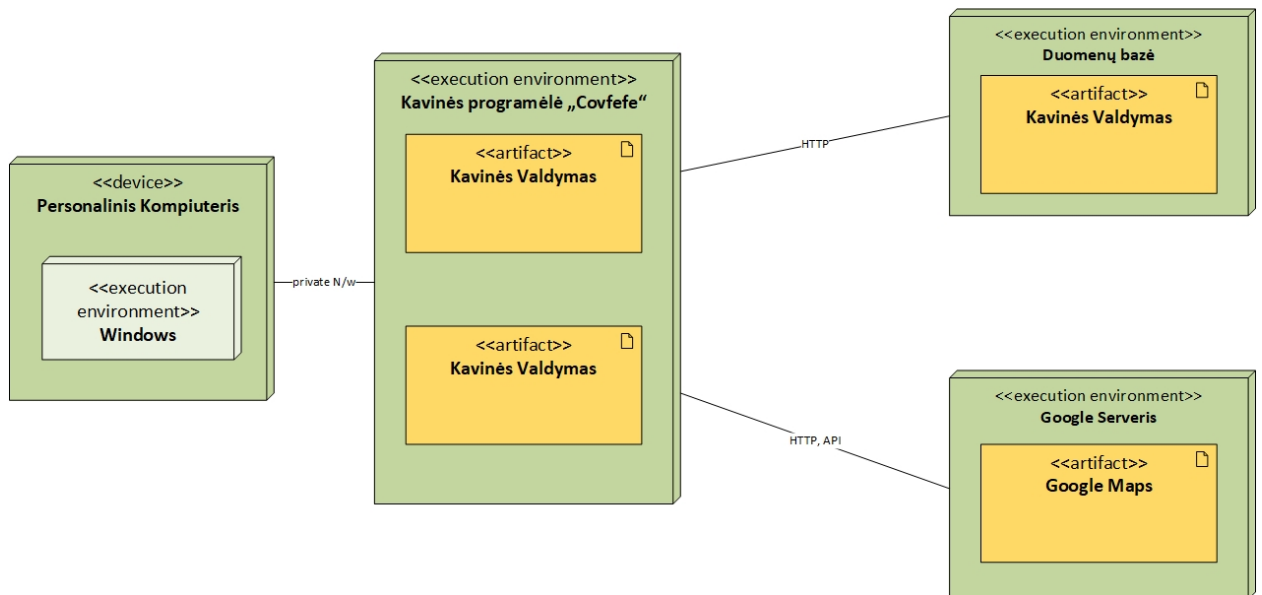 <<device>>
Personalinis Kompiuteris
<<execution
environment>>
Windows
private N/w
<<execution environment>>
Kavinės programėlė „Covfefe“
<<artifact>>
Kavinės Valdymas
<<artifact>>
Kavinės Valdymas
HTTP
HTTP, API
<<execution environment>>
Duomenų bazė
<<artifact>>
Kavinės Valdymas
<<execution environment>>
Google Serveris
<<artifact>>
Google Maps